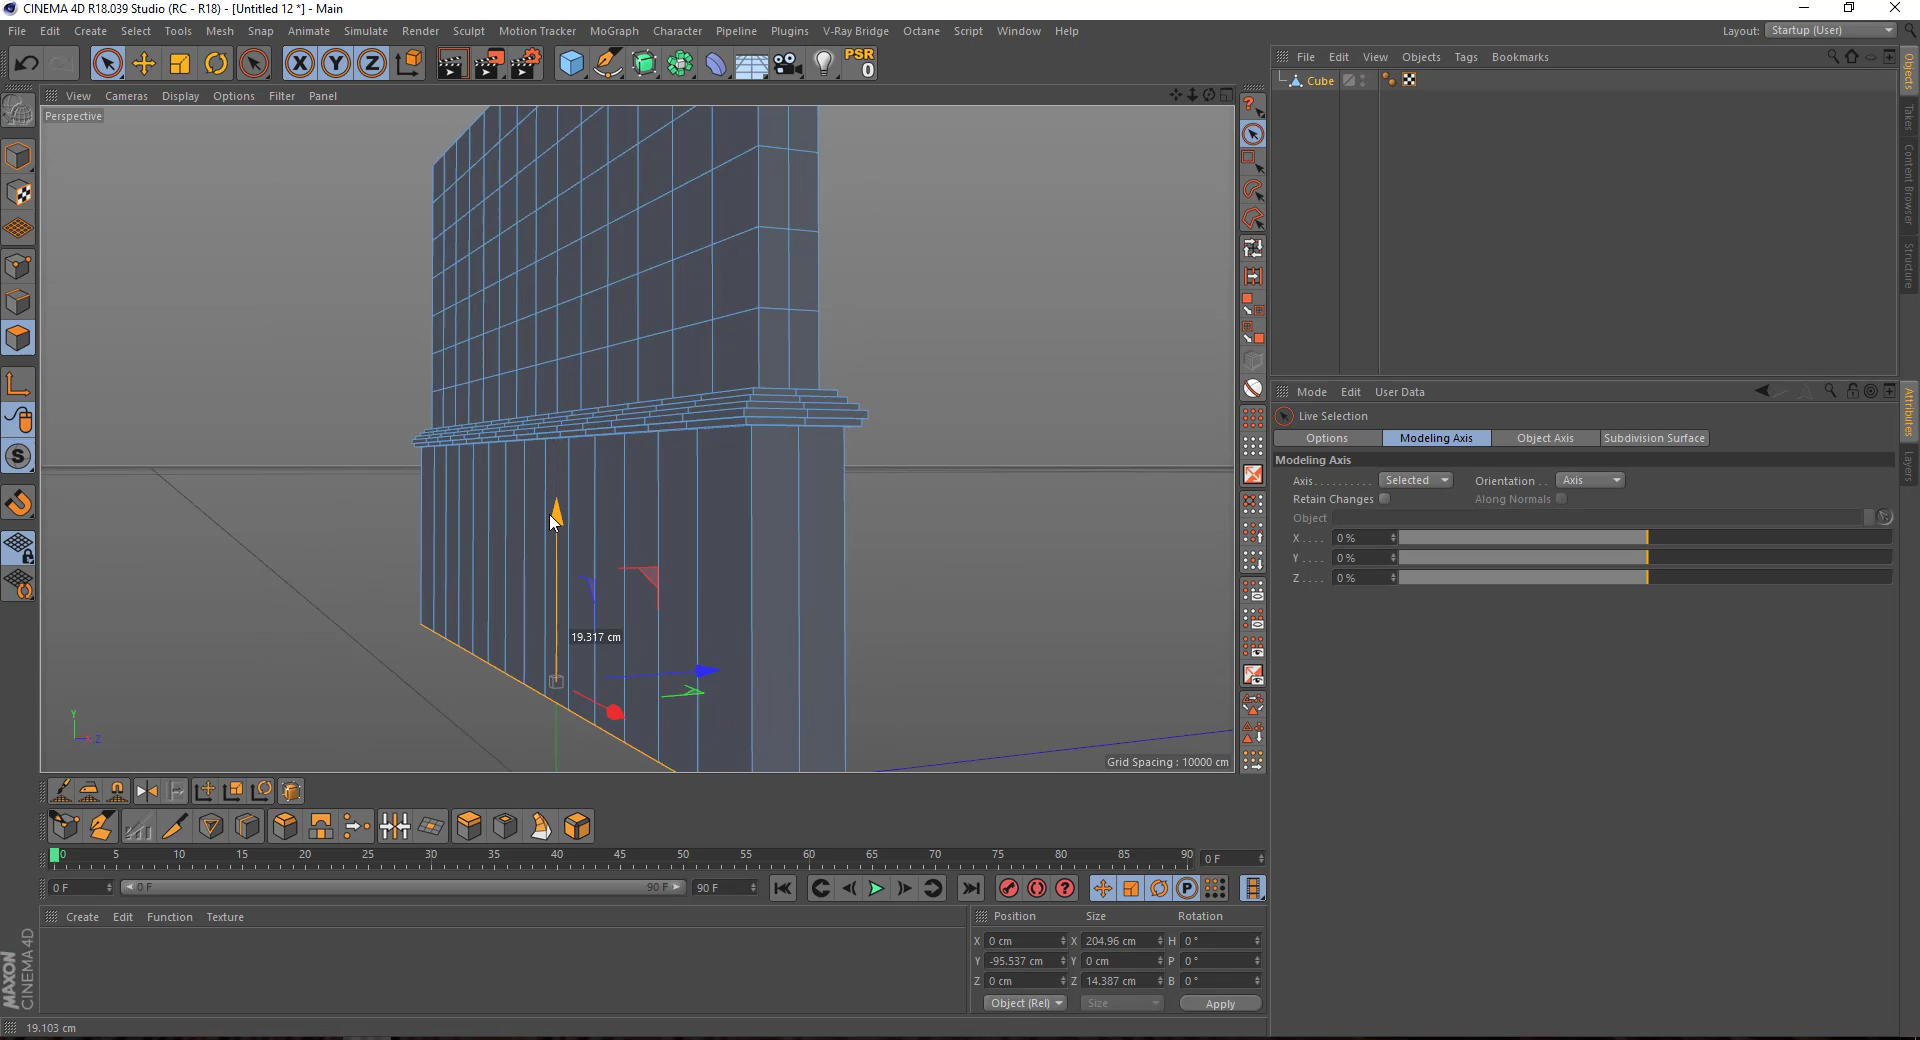 CINEMA 4D R18.039 Studio (RC - R18) - [Untitled 12 *] - Main
File Edit Create Select Tools Mesh Snap Animate Simulate Render Sculpt Motion Tracker MoGraph Character Pipeline Plugins V-Ray Bridge Octane Script Window Help
Layout: Startup (User)
X Y Z PSR 0
File Edit View Objects Tags Bookmarks
View Cameras Display Options Filter Panel
Perspective
Cube
Objects
Takes
Content Browser
Structure
Mode Edit User Data
Live Selection
Options Modeling Axis Object Axis Subdivision Surface
Modeling Axis
Axis.......... Selected Orientation .. Axis
Retain Changes Along Normals
Object
X.... 0 %
Y.... 0 %
Z.... 0 %
Attributes
Layers
S
19.317 cm
Y
Z
Grid Spacing : 10000 cm
0 5 10 15 20 25 30 35 40 45 50 55 60 65 70 75 80 85 90 0 F
0 F 0 F 90 F 90 F P
Create Edit Function Texture
Position Size Rotation
X 0 cm X 204.96 cm H 0 °
Y -95.537 cm Y 0 cm P 0 °
Z 0 cm Z 14.387 cm B 0 °
Object (Rel) Size Apply
MAXON
CINEMA 4D
19.103 cm